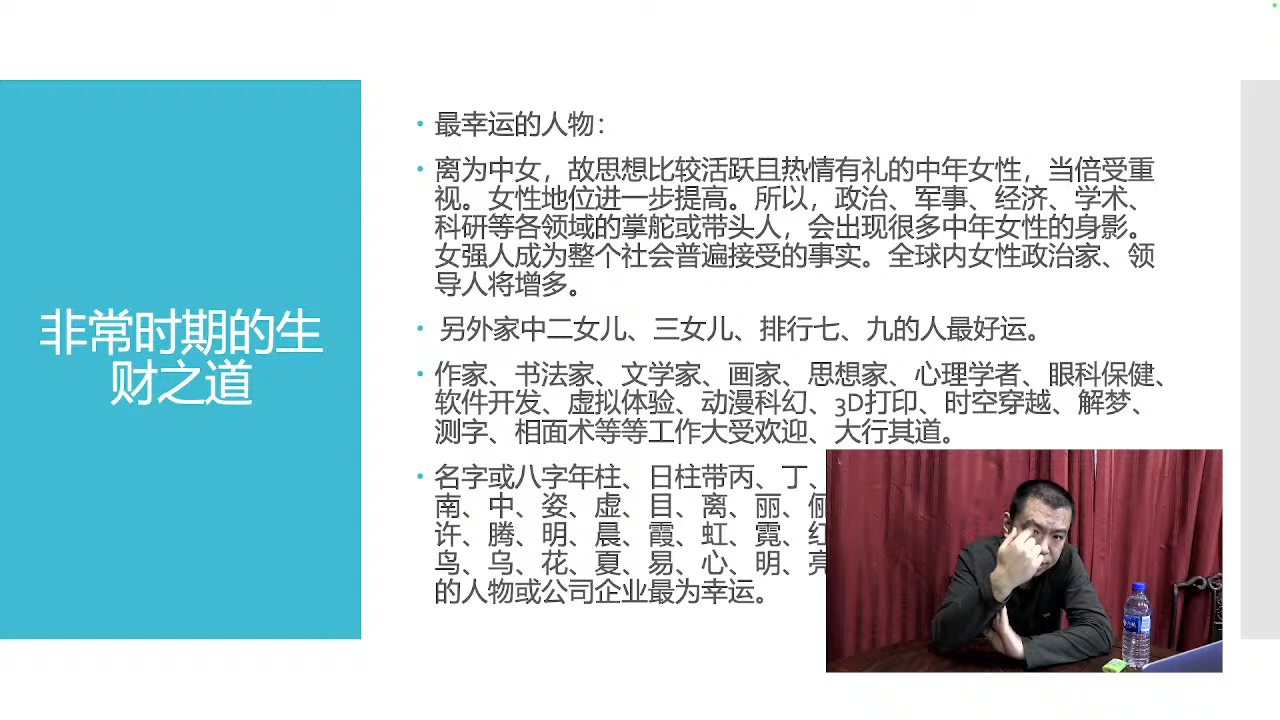 非常时期的生
财之道
• 最幸运的人物：
• 离为中女，故思想比较活跃且热情有礼的中年女性，当倍受重
视。女性地位进一步提高。所以，政治、军事、经济、学术、
科研等各领域的掌舵或带头人，会出现很多中年女性的身影。
女强人成为整个社会普遍接受的事实。全球内女性政治家、领
导人将增多。
• 另外家中二女儿、三女儿、排行七、九的人最好运。
• 作家、书法家、文学家、画家、思想家、心理学者、眼科保健、
软件开发、虚拟体验、动漫科幻、3D打印、时空穿越、解梦、
测字、相面术等等工作大受欢迎、大行其道。
• 名字或八字年柱、日柱带丙、丁、
南、中、姿、虚、目、离、丽、俪
许、腾、明、晨、霞、虹、霓、红
鸟、乌、花、夏、易、心、明、亮
的人物或公司企业最为幸运。